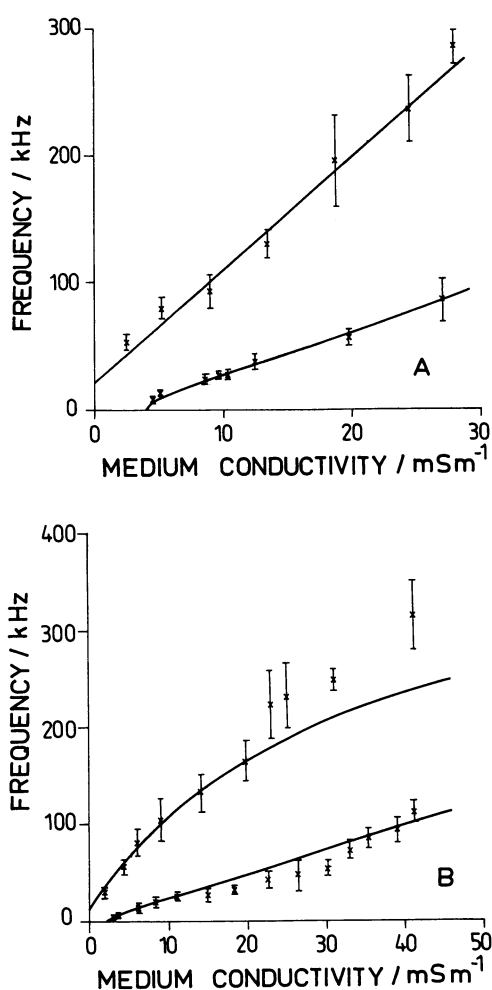 300
200
100
0
FREQUENCY / kHz
A
0 10 20 30
MEDIUM CONDUCTIVITY / mSm-1
400
300
200
100
0
FREQUENCY / kHz
B
0 10 20 30 40 50
MEDIUM CONDUCTIVITY / mSm-1